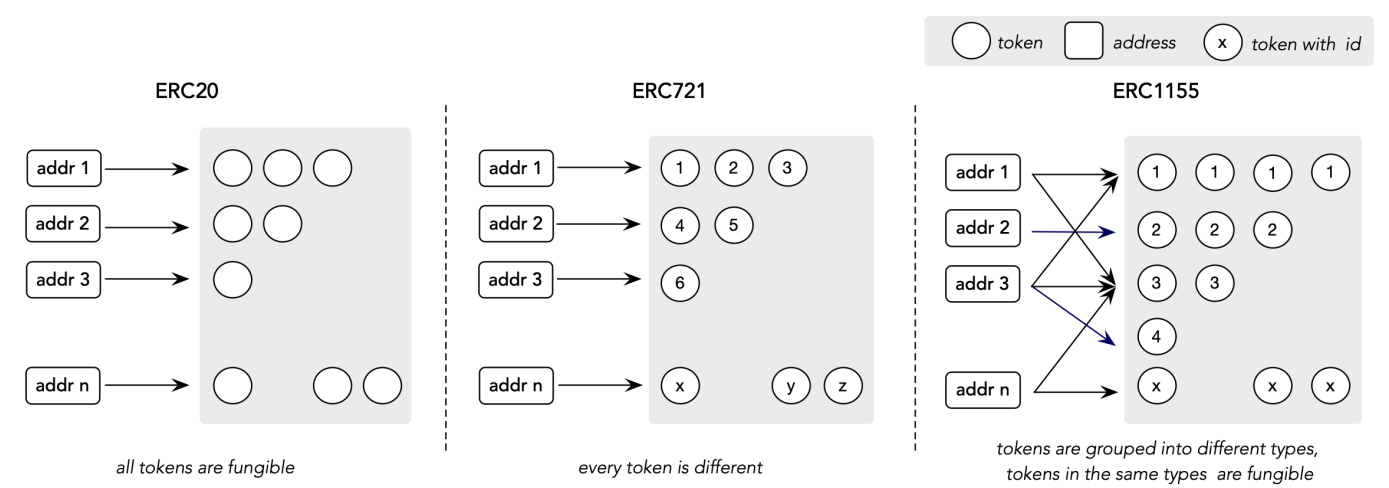 token address x token with id
ERC20 ERC721 ERC1155
addr 1
addr 2
addr 3
addr n
all tokens are fungible
addr 1 1 2 3
addr 2 4 5
addr 3 6
addr n x y z
every token is different
addr 1 1 1 1 1
addr 2 2 2 2
addr 3 3 3
4
addr n x x x
tokens are grouped into different types,
tokens in the same types are fungible